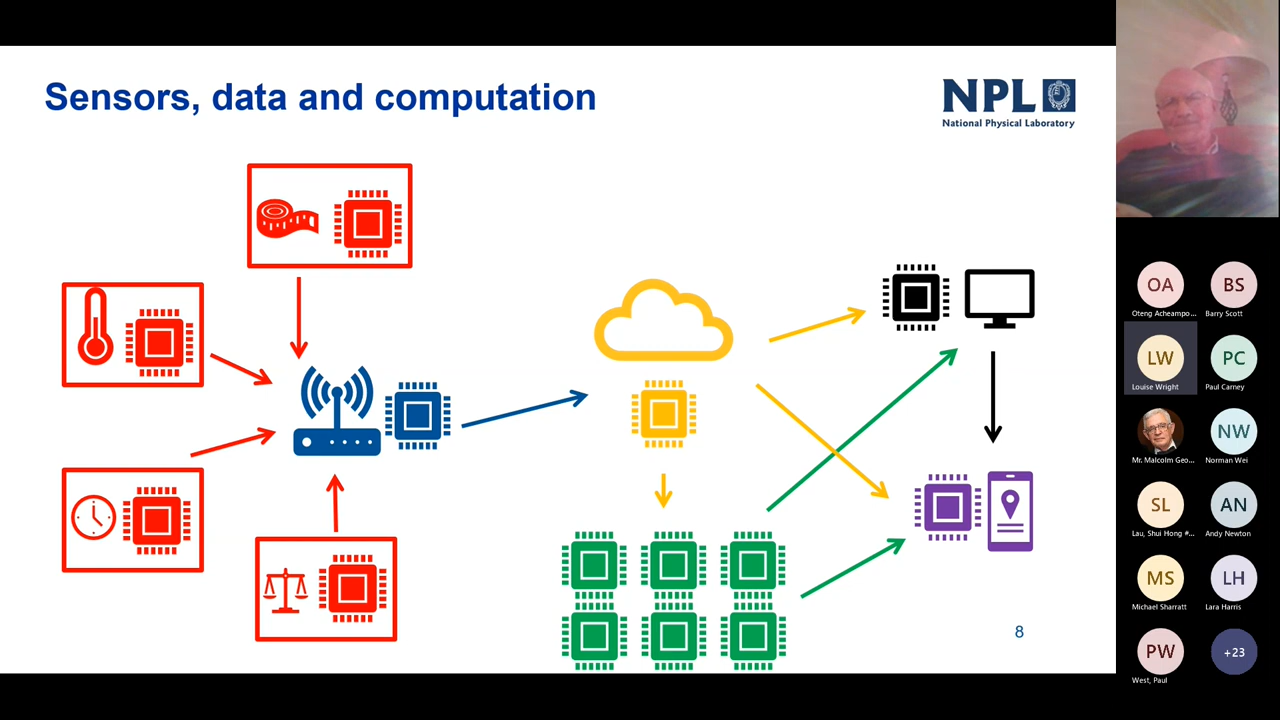 Sensors, data and computation
NPL
National Physical Laboratory
8
OA
Oteng Acheampo...
BS
Barry Scott
LW
Louise Wright
PC
Paul Carney
Mr. Malcolm Geo...
NW
Norman Wei
SL
Lau, Shui Hong #...
AN
Andy Newton
MS
Michael Sharratt
LH
Lara Harris
PW
West, Paul
+23